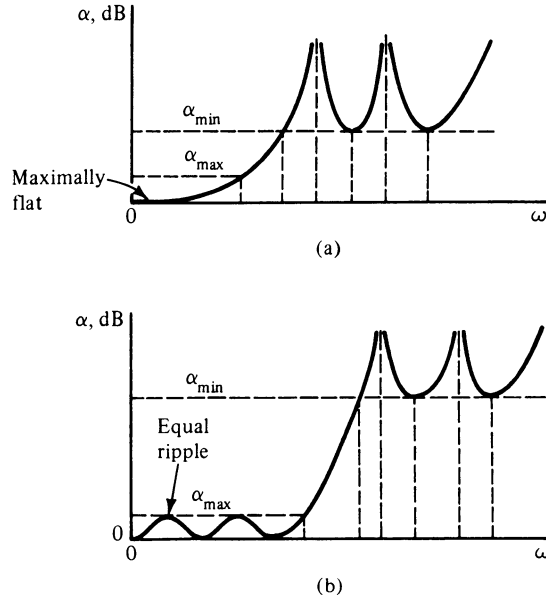 α, dB
α_min
α_max
Maximally
flat
0
ω
(a)
α, dB
α_min
Equal
ripple
α_max
0
0
ω
(b)